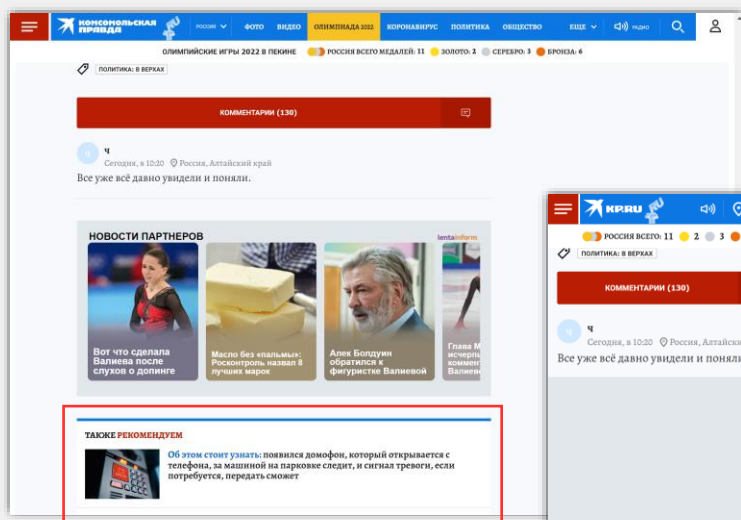 КОМСОМОЛЬСКАЯ ПРАВДА
РОССИЯ ФОТО ВИДЕО ОЛИМПИАДА 2022 КОРОНАВИРУС ПОЛИТИКА ОБЩЕСТВО ЕЩЕ РАДИО
ОЛИМПИЙСКИЕ ИГРЫ 2022 В ПЕКИНЕ РОССИЯ ВСЕГО МЕДАЛЕЙ: 11 ЗОЛОТО: 2 СЕРЕБРО: 3 БРОНЗА: 6
ПОЛИТИКА: В ВЕРХАХ
КОММЕНТАРИИ (130)
Ч
Ч
Сегодня, в 10:20 Россия, Алтайский край
Все уже всё давно увидели и поняли.
НОВОСТИ ПАРТНЕРОВ
lentainform
Вот что сделала
Валиева после
слухов о допинге
Масло без «пальмы»:
Росконтроль назвал 8
лучших марок
Алек Болдуин
обратился к
фигуристке Валиевой
Глава М
исчерпы
коммен
Валиев
ТАКЖЕ РЕКОМЕНДУЕМ
Об этом стоит узнать: появился домофон, который открывается с
телефона, за машиной на парковке следит, и сигнал тревоги, если
потребуется, передать сможет
KP.RU
РОССИЯ ВСЕГО: 11 2 3
ПОЛИТИКА: В ВЕРХАХ
КОММЕНТАРИИ (130)
Ч
Ч
Сегодня, в 10:20 Россия, Алтайски
Все уже всё давно увидели и поняли